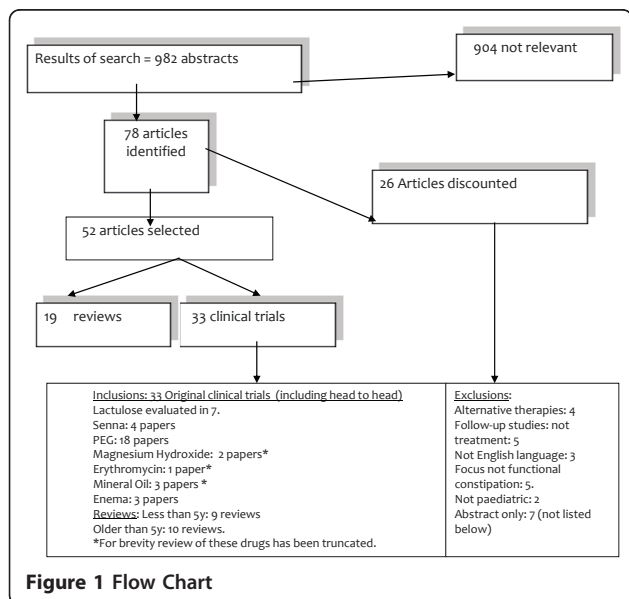 Results of search = 982 abstracts
904 not relevant
78 articles
identified
26 Articles discounted
52 articles selected
19 reviews
33 clinical trials
Inclusions: 33 Original clinical trials (including head to head)
Lactulose evaluated in 7.
Senna: 4 papers
PEG: 18 papers
Magnesium Hydroxide: 2 papers*
Erythromycin: 1 paper*
Mineral Oil: 3 papers *
Enema: 3 papers
Reviews: Less than 5y: 9 reviews
Older than 5y: 10 reviews.
*For brevity review of these drugs has been truncated.
Exclusions:
Alternative therapies: 4
Follow-up studies: not
treatment: 5
Not English language: 3
Focus not functional
constipation: 5.
Not paediatric: 2
Abstract only: 7 (not listed
below)
Figure 1 Flow Chart